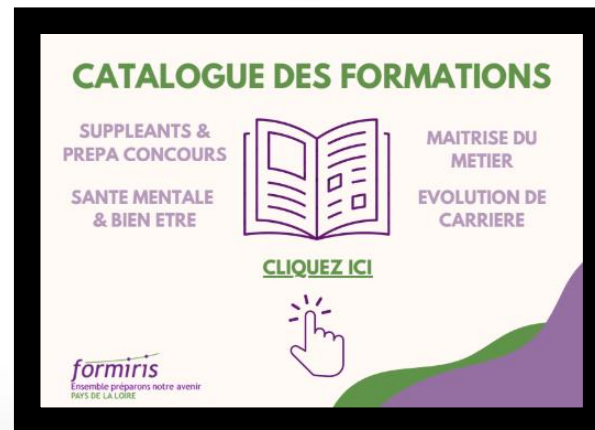 CATALOGUE DES FORMATIONS
SUPPLEANTS &
PREPA CONCOURS
SANTE MENTALE
& BIEN ETRE
MAITRISE DU
METIER
EVOLUTION DE
CARRIERE
CLIQUEZ ICI
formiris
Ensemble préparons notre avenir
PAYS DE LA LOIRE